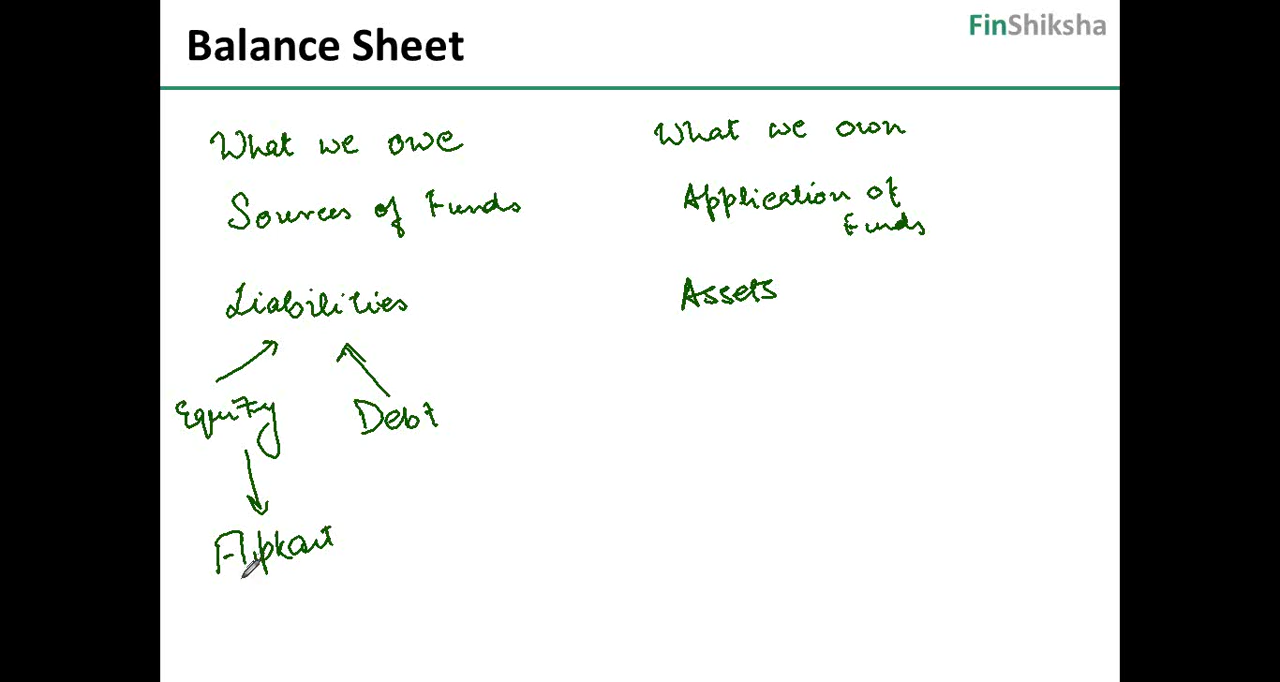 Balance Sheet
FinShiksha
What we owe
Sources of Funds
Liabilities
Equity
Debt
Flipkart
What we own
Application of
Funds
Assets